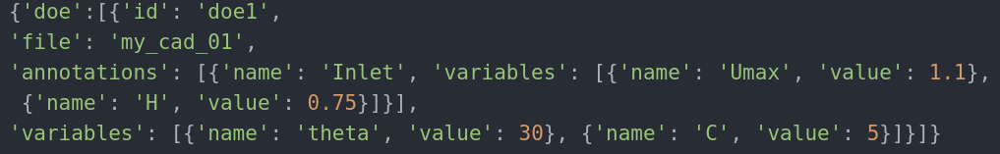 {'doe':[{'id': 'doe1',
'file': 'my_cad_01',
'annotations': [{'name': 'Inlet', 'variables': [{'name': 'Umax', 'value': 1.1},
{'name': 'H', 'value': 0.75}]}],
'variables': [{'name': 'theta', 'value': 30}, {'name': 'C', 'value': 5}]}]}